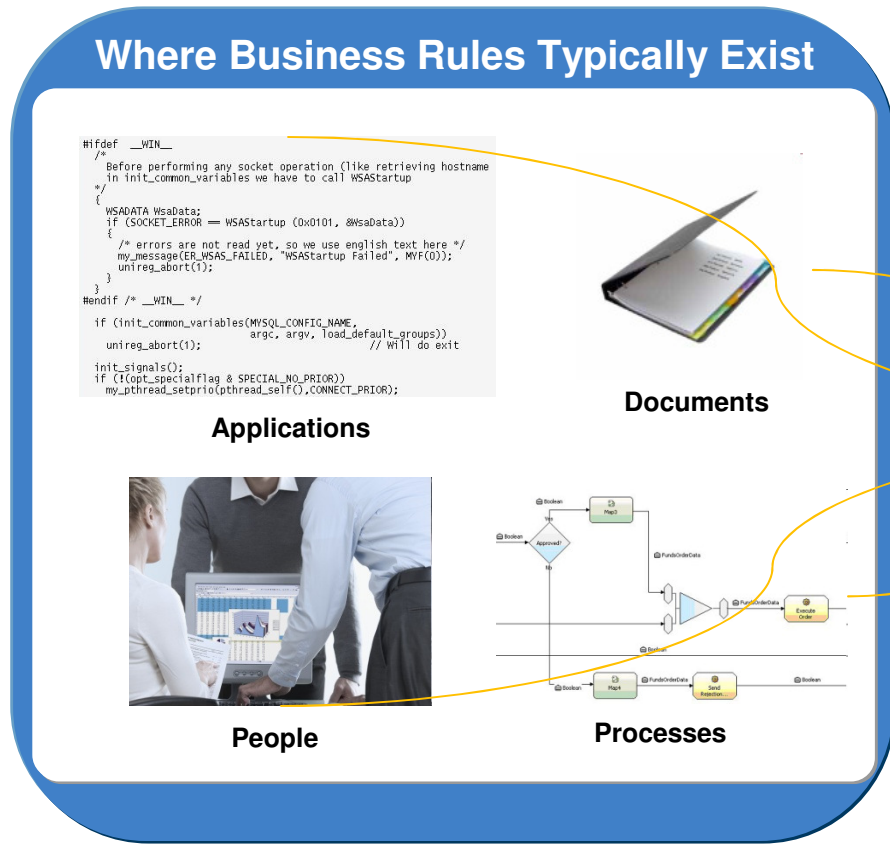 Where Business Rules Typically Exist
#ifdef __WIN__
/*
Before performing any socket operation (like retrieving hostname
in init_common_variables we have to call WSAStartup
*/
{
WSADATA WsaData;
if (SOCKET_ERROR == WSAStartup (0x0101, &WsaData))
{
/* errors are not read yet, so we use english text here */
my_message(ER_WSAS_FAILED, "WSAStartup Failed", MYF(0));
unireg_abort(1);
}
}
#endif /* __WIN__ */
if (init_common_variables(MYSQL_CONFIG_NAME,
argc, argv, load_default_groups))
unireg_abort(1); // Will do exit
init_signals();
if (!(opt_specialflag & SPECIAL_NO_PRIOR))
my_pthread_setprio(pthread_self(),CONNECT_PRIOR);
Applications
Documents
People
Boolean
Map3
Yes
Boolean
Approved?
No
FundsOrderData
FundsOrderData
Execute
Order
Boolean
Boolean
Map4
FundsOrderData
Send
Rejection...
Boolean
Processes